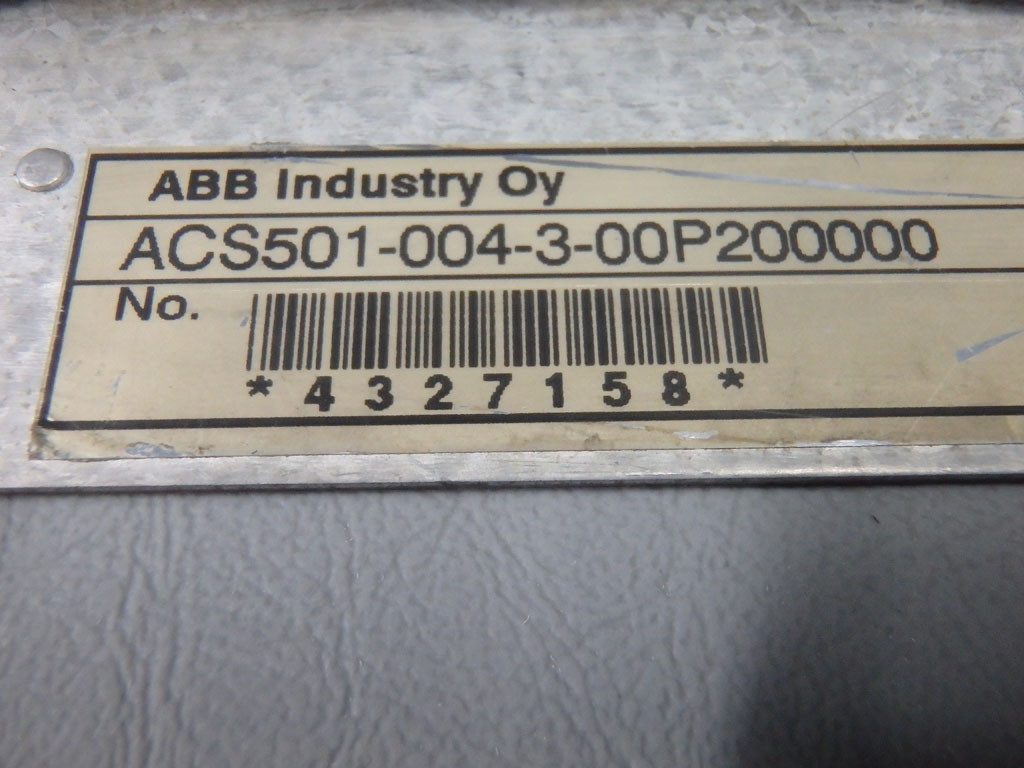 ABB Industry Oy
ACS501-004-3-00P200000
No.
*4327158*